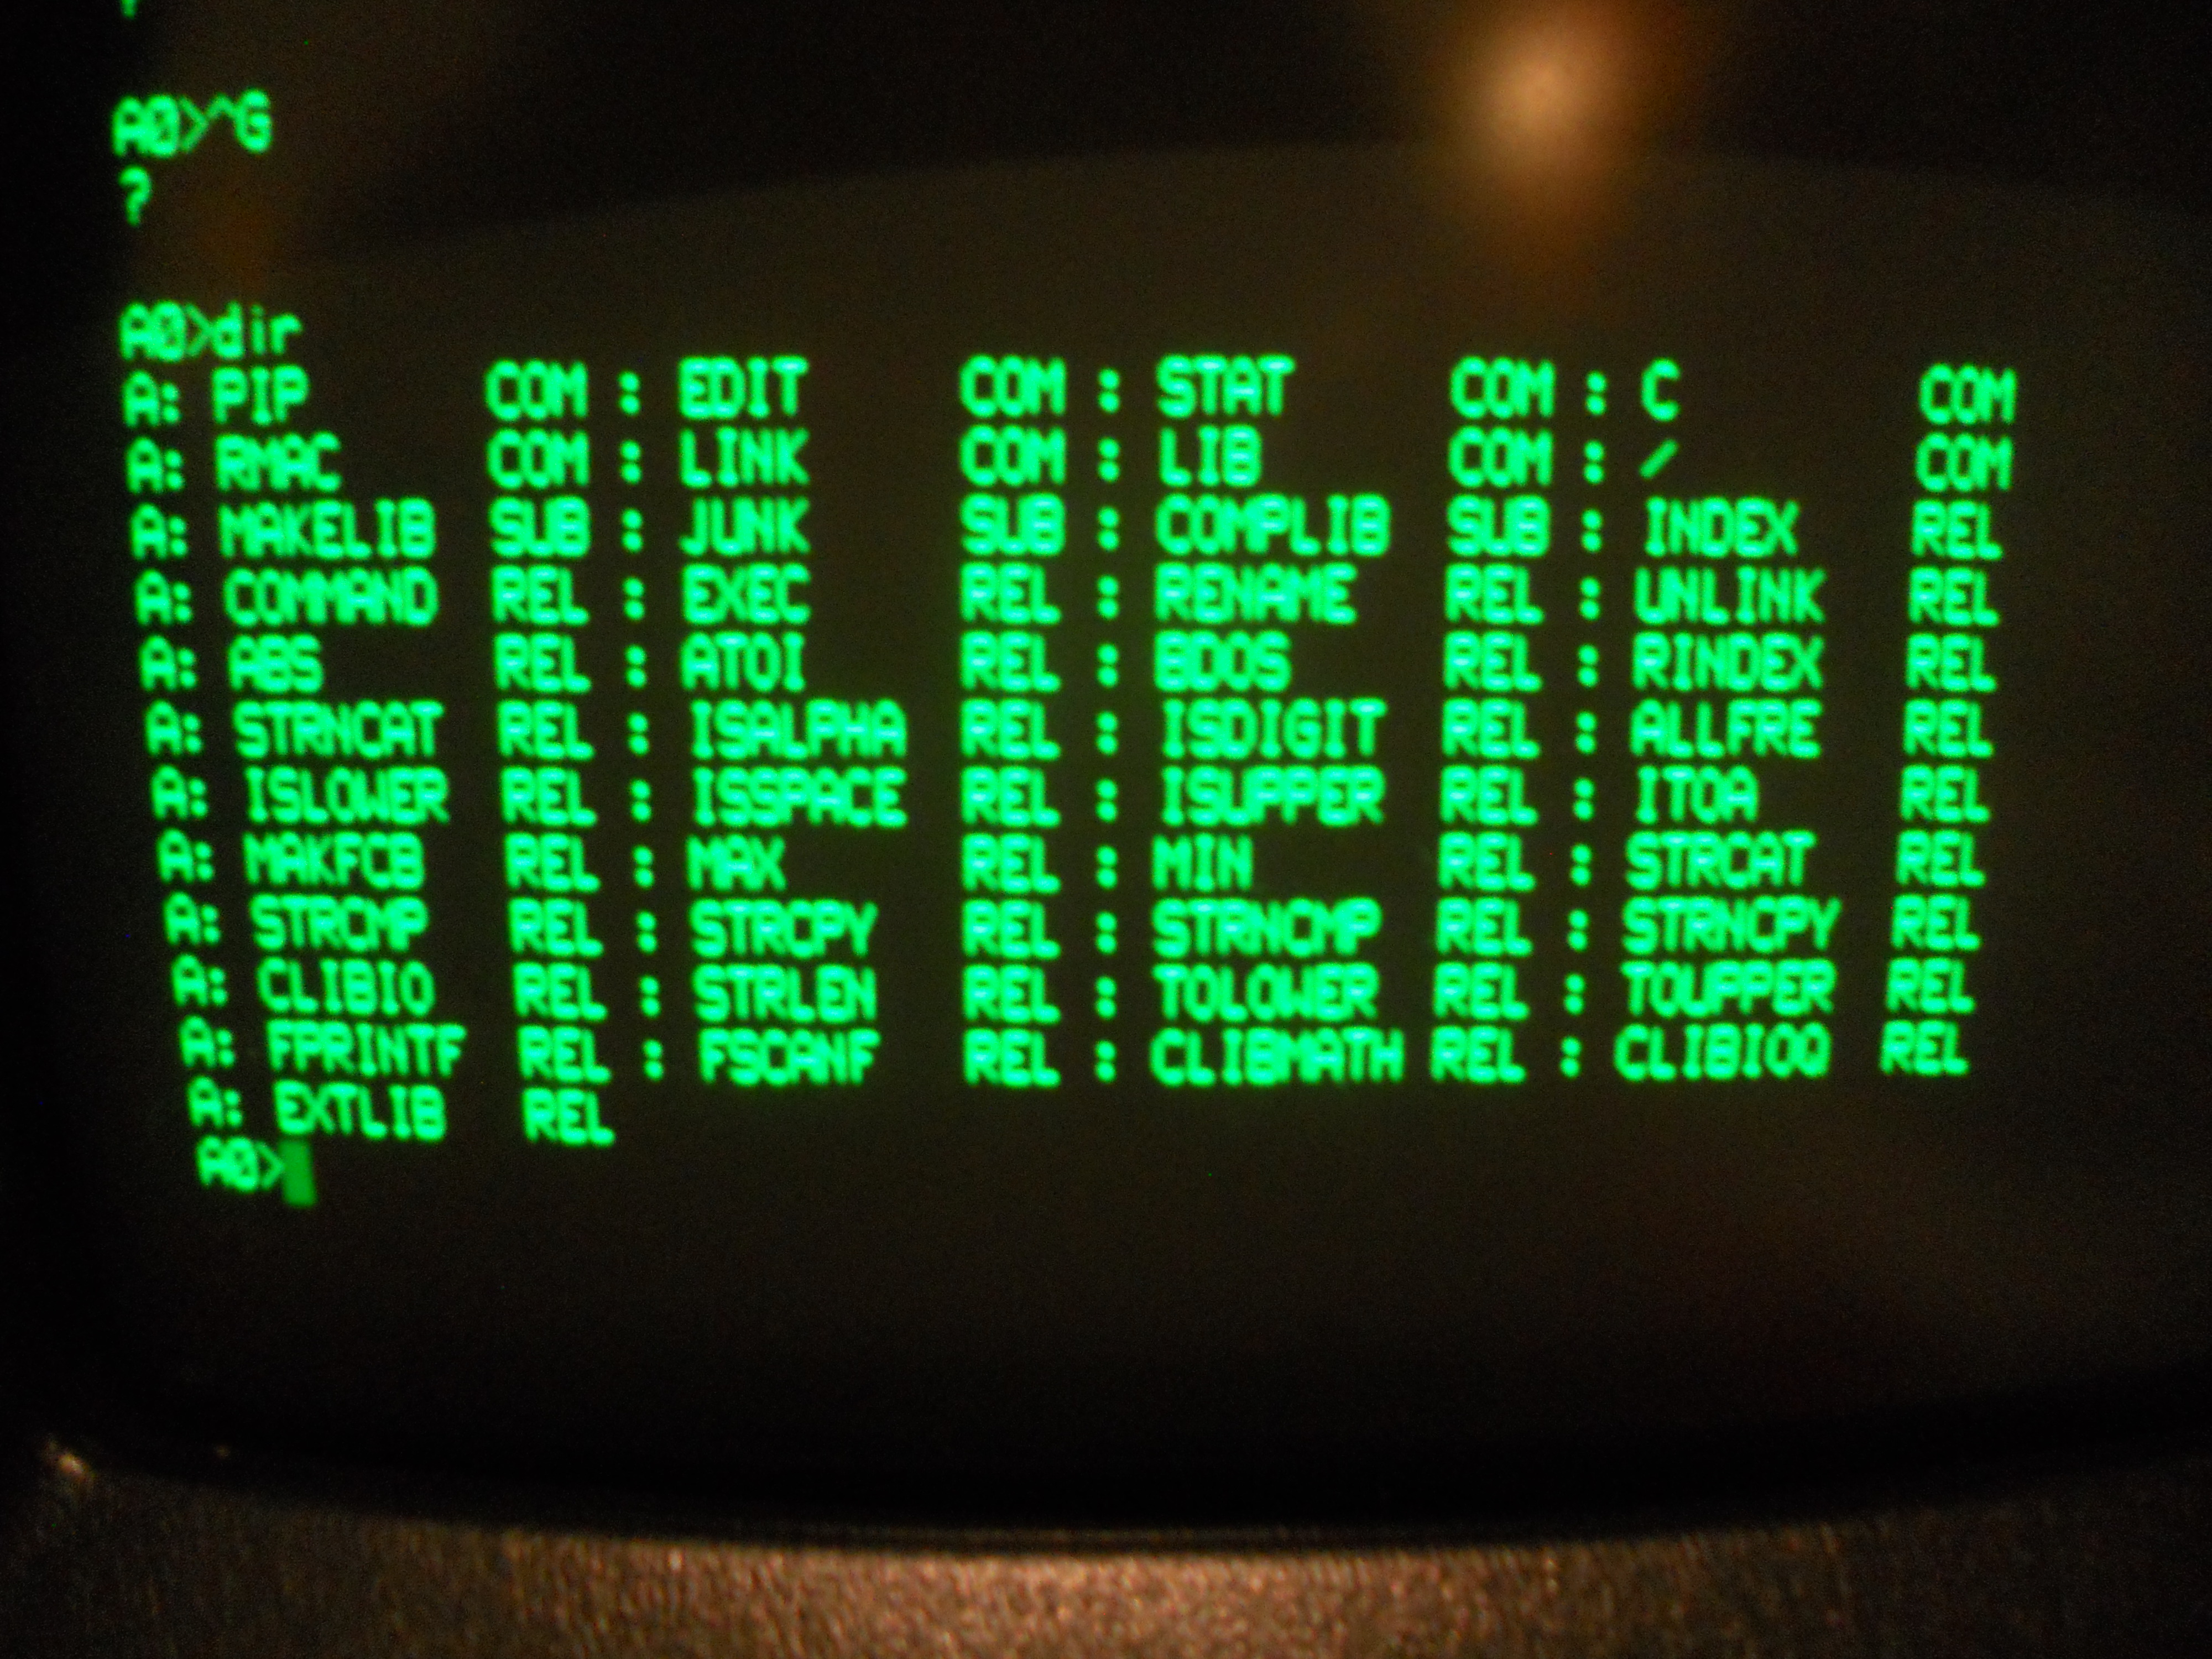 A0>^G
?
A0>dir
A: PIP      COM : EDIT     COM : STAT     COM : C        COM
A: RMAC     COM : LINK     COM : LIB      COM : /        COM
A: MAKELIB  SUB : JUNK     SUB : COMPLIB  SUB : INDEX    REL
A: COMMAND  REL : EXEC     REL : RENAME   REL : UNLINK   REL
A: ABS      REL : ATOI     REL : BDOS     REL : RINDEX   REL
A: STRNCAT  REL : ISALPHA  REL : ISDIGIT  REL : ALLFRE   REL
A: ISLOWER  REL : ISSPACE  REL : ISUPPER  REL : ITOA     REL
A: MAKFCB   REL : MAX      REL : MIN      REL : STRCAT   REL
A: STRCMP   REL : STRCPY   REL : STRNCMP  REL : STRNCPY  REL
A: CLIBIO   REL : STRLEN   REL : TOLOWER  REL : TOUPPER  REL
A: FPRINTF  REL : FSCANF   REL : CLIBMATH REL : CLIBIOQ  REL
A: EXTLIB   REL
A0>